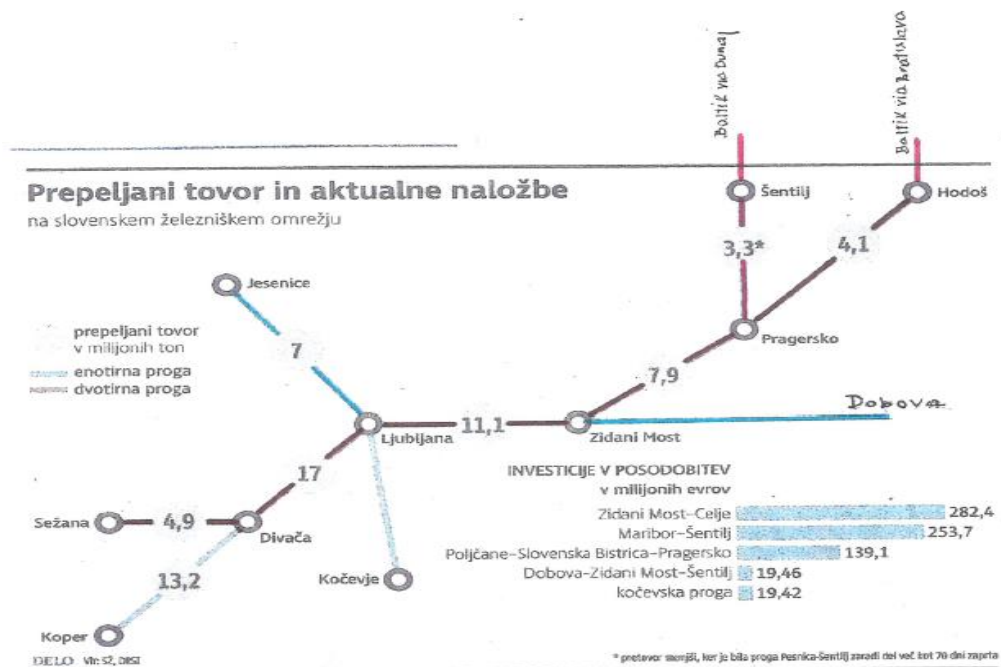 Baltik via Dunaj
Baltik via Bratislava
Prepeljani tovor in aktualne naložbe
na slovenskem železniškem omrežju
Šentilj
Hodoš
3,3*
4,1
Jesenice
prepeljani tovor
v milijonih ton
enotirna proga
dvotirna proga
7
Pragersko
7,9
Dobova
Ljubljana
11,1
Zidani Most
17
INVESTICIJE V POSODOBITEV
v milijonih evrov
Zidani Most–Celje 282,4
Maribor–Šentilj 253,7
Poljčane–Slovenska Bistrica–Pragersko 139,1
Dobova-Zidani Most–Šentilj 19,46
kočevska proga 19,42
Sežana
4,9
Divača
Kočevje
13,2
Koper
DELO Vir: SŽ, DRSI
* pretovor manjši, ker je bila proga Pesnica-Šentilj zaradi del več kot 70 dni zaprta